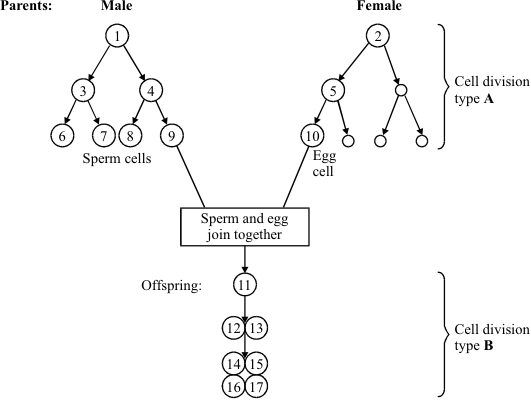 Parents: Male Female
1 2
3 4 5
Cell division
type A
6 7 8 9 10
Sperm cells
Egg
cell
Sperm and egg
join together
Offspring: 11
12 13
Cell division
type B
14 15
16 17